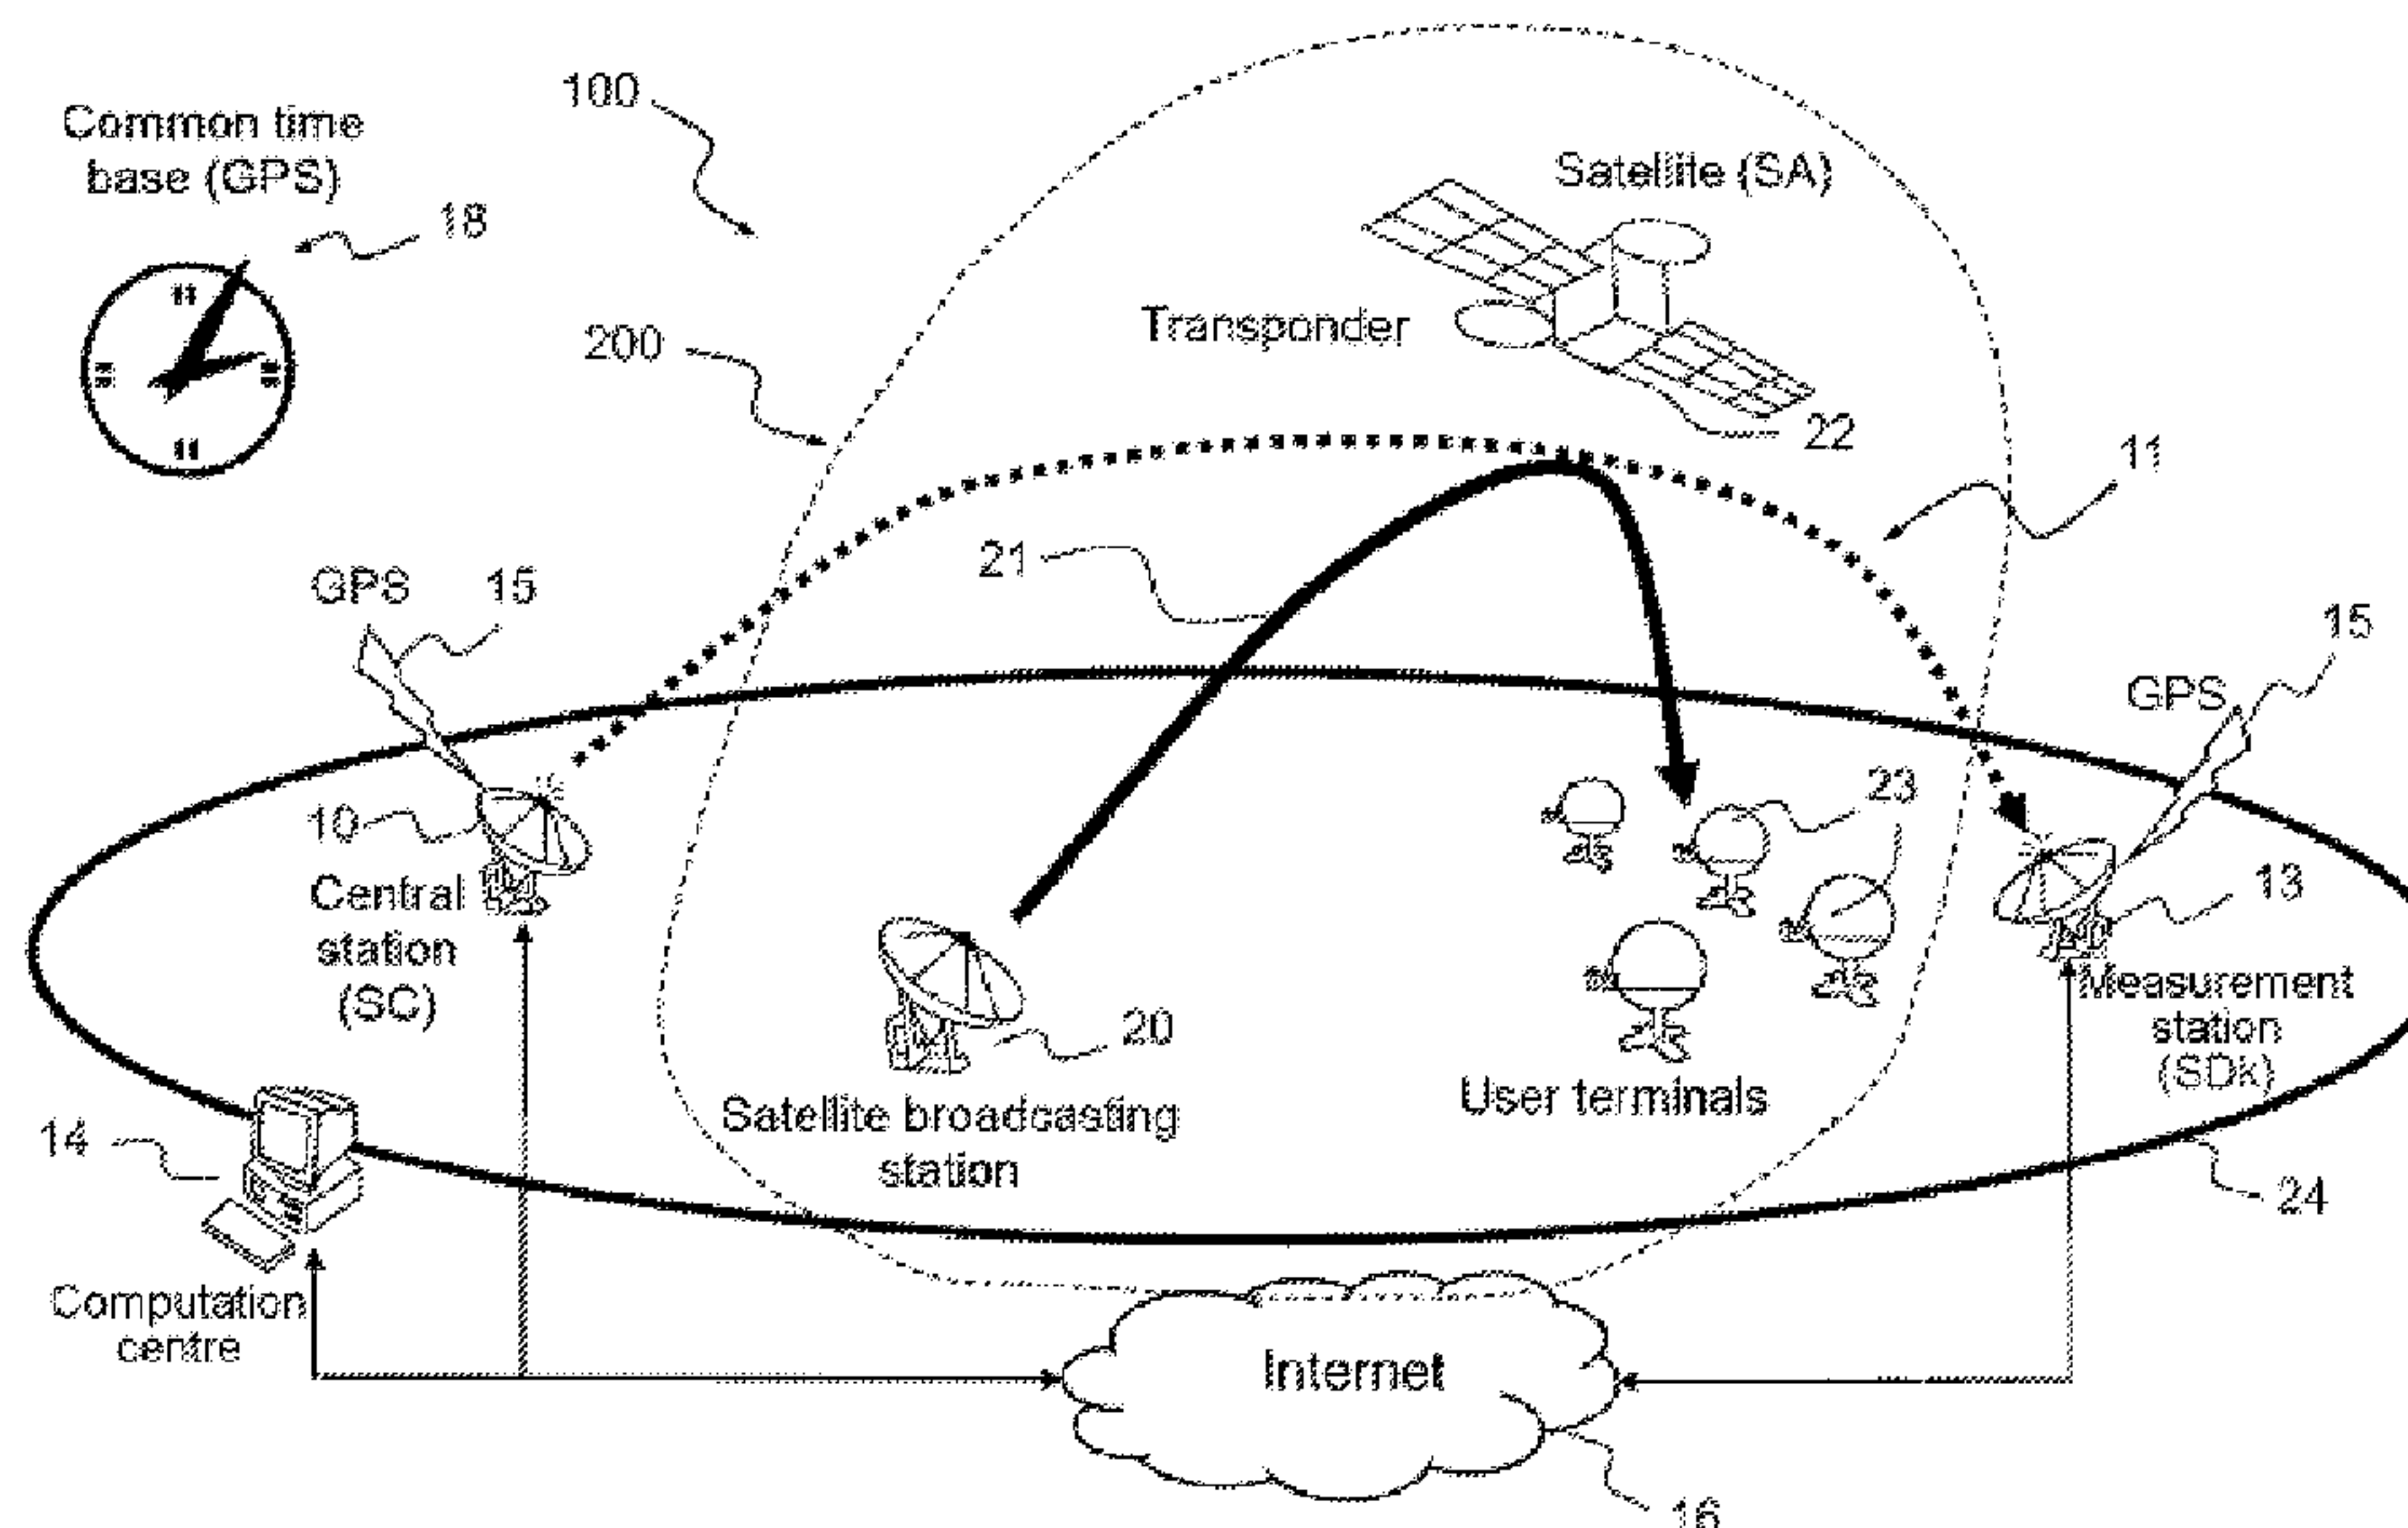 100
Common time
base (GPS)
18
Satellite (SA)
Transponder
200
22
11
21
GPS
15
15
GPS
10
23
13
Central
station
(SC)
20
Measurement
station
(SDk)
User terminals
Satellite broadcasting
station
14
24
Computation
centre
Internet
16